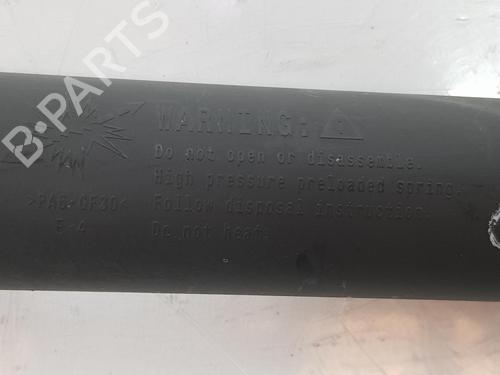 B-PARTS
WARNING:
Do not open or disassemble.
High pressure preloaded spring.
>PA6-GF30< Follow disposal instruction.
E-4 Do not heat.